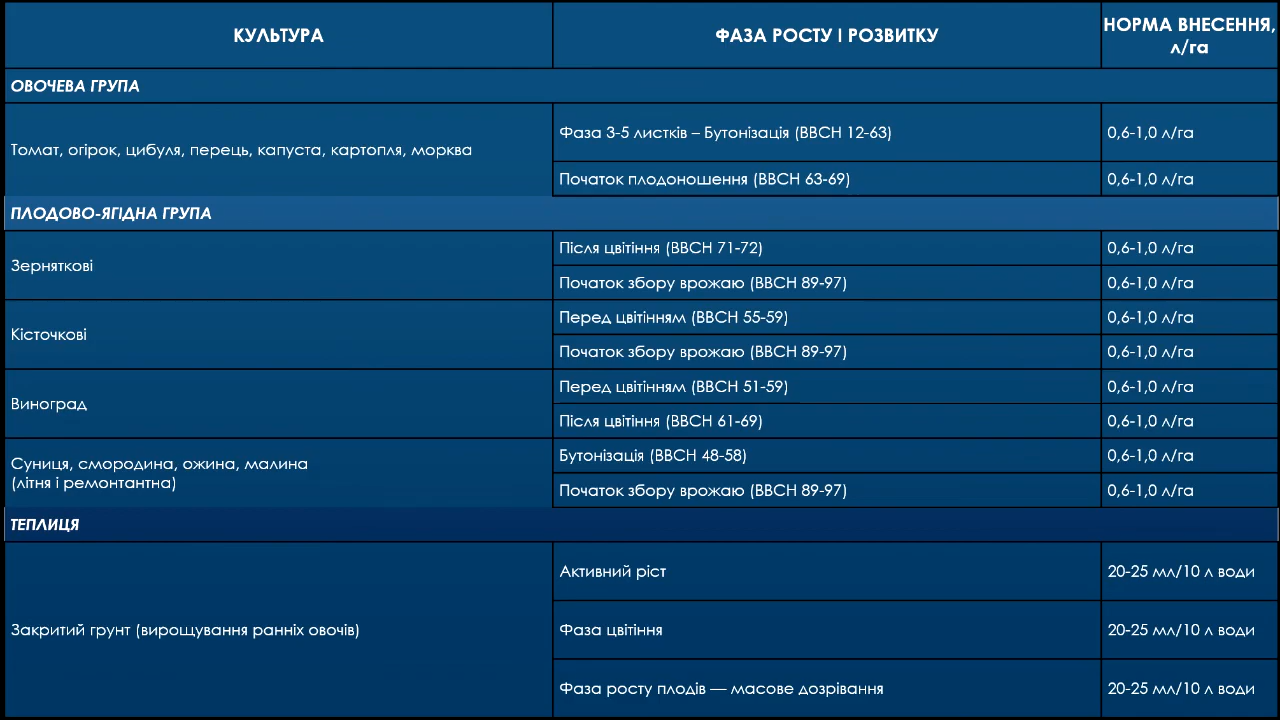 КУЛЬТУРА
ФАЗА РОСТУ І РОЗВИТКУ
НОРМА ВНЕСЕННЯ,
л/га
ОВОЧЕВА ГРУПА
Томат, огірок, цибуля, перець, капуста, картопля, морква
Фаза 3-5 листків – Бутонізація (ВВСН 12-63)
0,6-1,0 л/га
Початок плодоношення (ВВСН 63-69)
0,6-1,0 л/га
ПЛОДОВО-ЯГІДНА ГРУПА
Зерняткові
Після цвітіння (ВВСН 71-72)
0,6-1,0 л/га
Початок збору врожаю (ВВСН 89-97)
0,6-1,0 л/га
Кісточкові
Перед цвітінням (ВВСН 55-59)
0,6-1,0 л/га
Початок збору врожаю (ВВСН 89-97)
0,6-1,0 л/га
Виноград
Перед цвітінням (ВВСН 51-59)
0,6-1,0 л/га
Після цвітіння (ВВСН 61-69)
0,6-1,0 л/га
Суниця, смородина, ожина, малина
(літня і ремонтантна)
Бутонізація (ВВСН 48-58)
0,6-1,0 л/га
Початок збору врожаю (ВВСН 89-97)
0,6-1,0 л/га
ТЕПЛИЦЯ
Закритий грунт (вирощування ранніх овочів)
Активний ріст
20-25 мл/10 л води
Фаза цвітіння
20-25 мл/10 л води
Фаза росту плодів — масове дозрівання
20-25 мл/10 л води